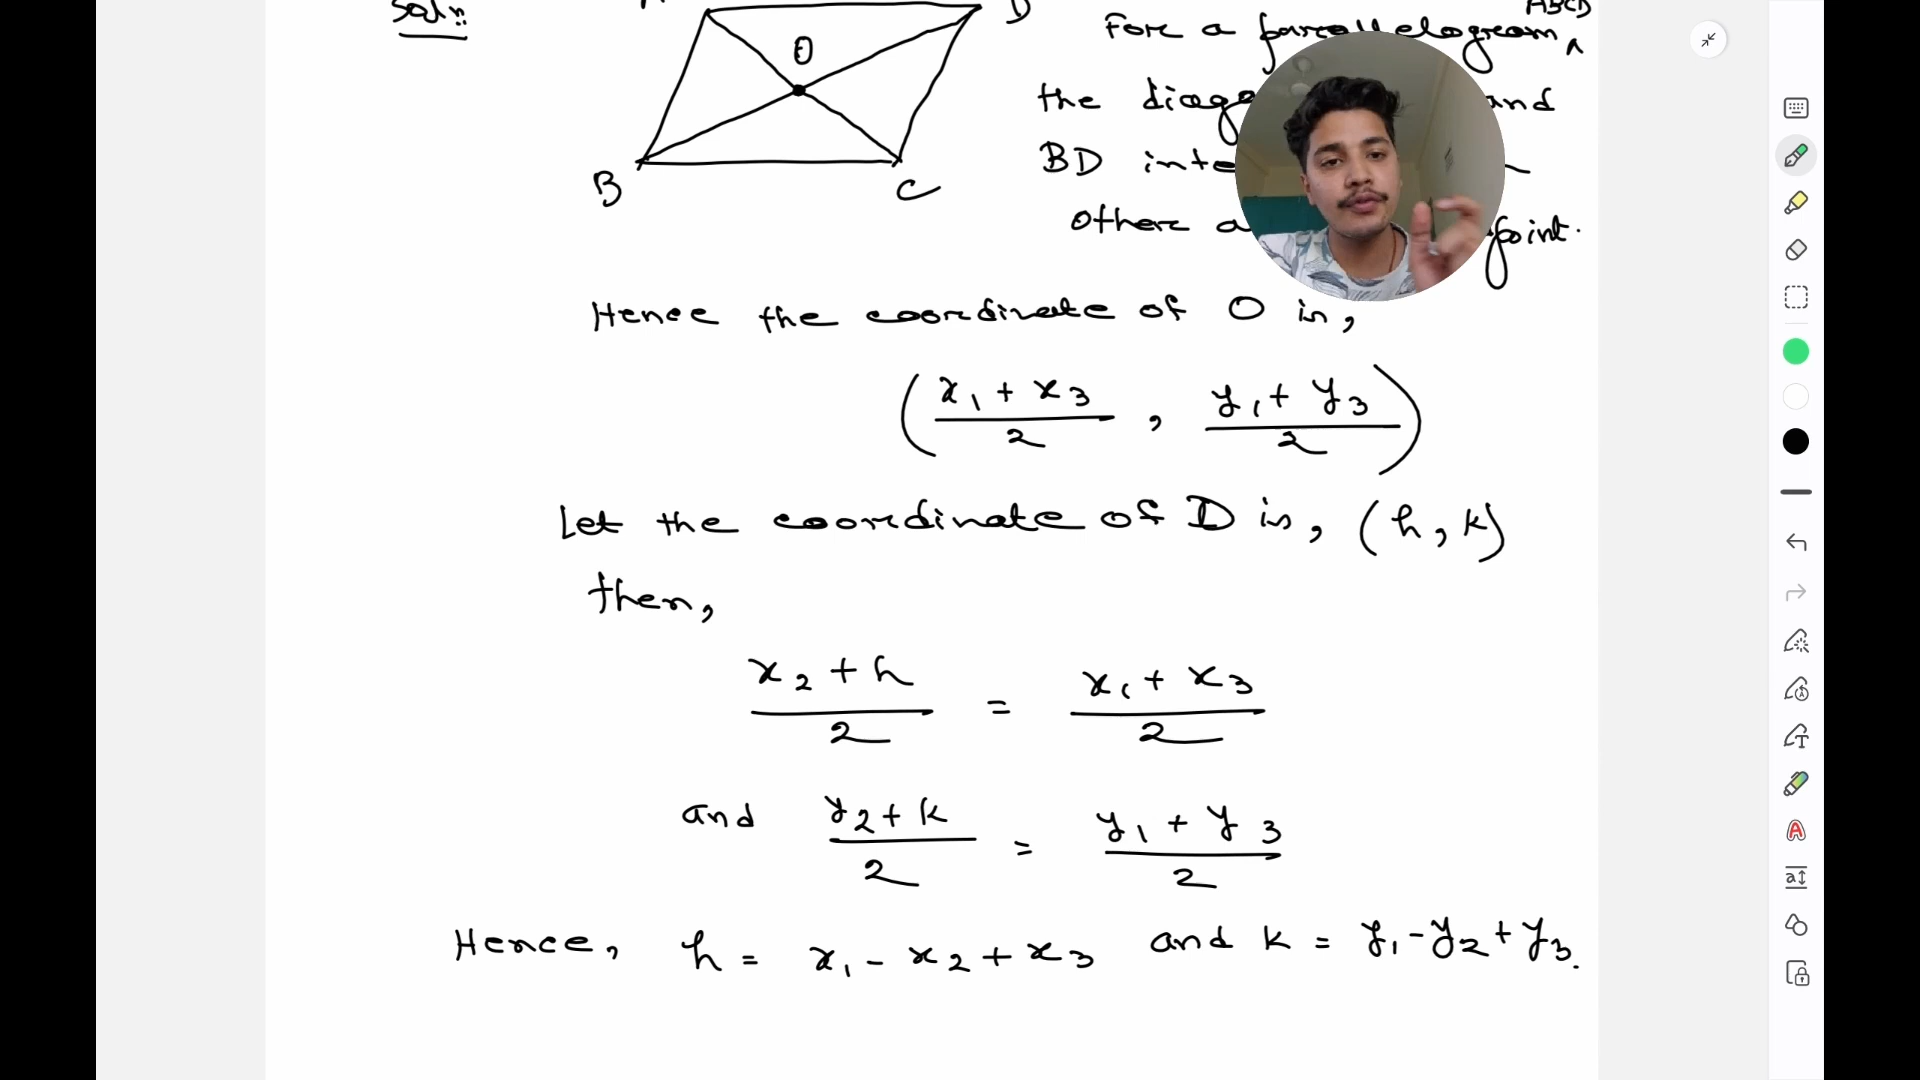 Soln:
A D
O
B C
ABCD
For a parallelogram ^
the and
BD
other point.
Hence the coordinate of O is,
( x₁ + x₃ / 2 , y₁ + y₃ / 2 )
Let the coordinate of D is, (h, k)
then,
x₂ + h / 2 = x₁ + x₃ / 2
and y₂ + k / 2 = y₁ + y₃ / 2
Hence, h = x₁ - x₂ + x₃ and k = y₁ - y₂ + y₃.